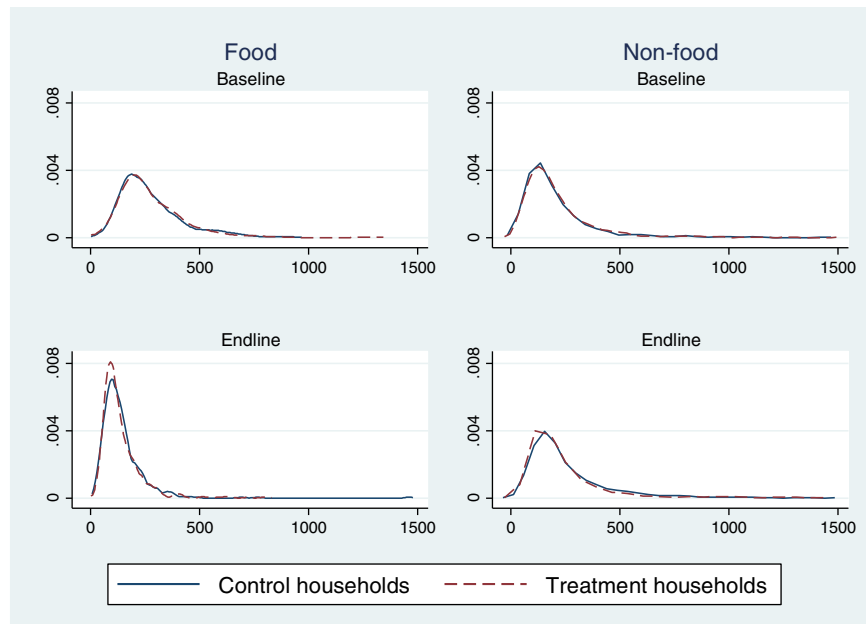 Food
Non-food
Baseline
Baseline
.008
.004
0
0 500 1000 1500
.008
.004
0
0 500 1000 1500
Endline
Endline
.008
.004
0
0 500 1000 1500
.008
.004
0
0 500 1000 1500
Control households
Treatment households